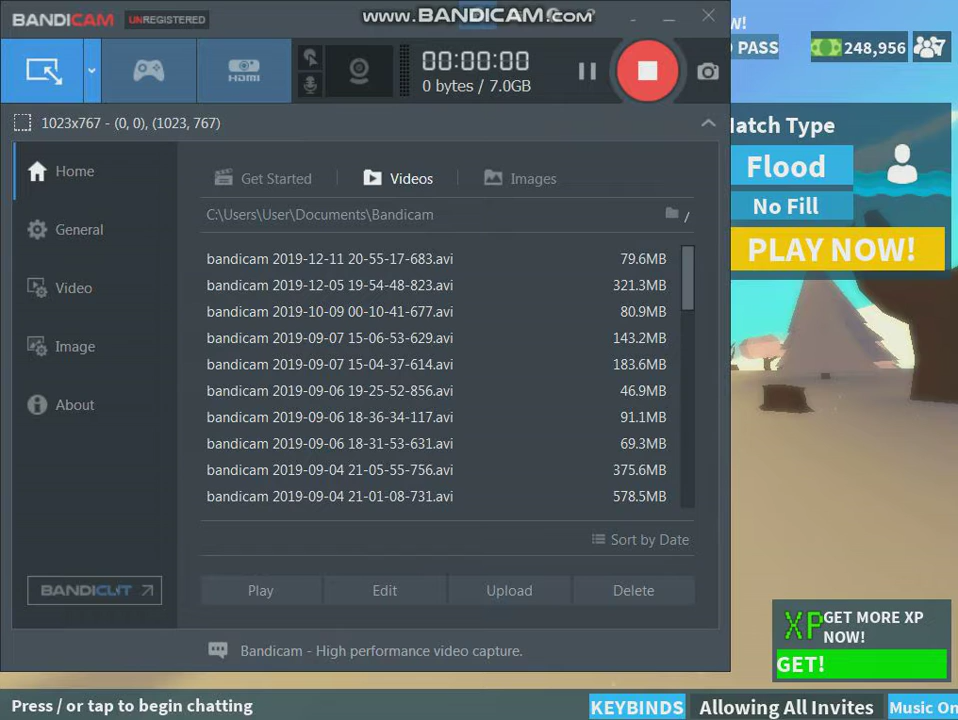 www.BANDICAM.com
BANDICAM UNREGISTERED
HDMI
00:00:00
0 bytes / 7.0GB
PASS
248,956
1023x767 - (0, 0), (1023, 767)
Match Type
Flood
No Fill
PLAY NOW!
Home
General
Video
Image
About
BANDICUT
Get Started
Videos
Images
C:\Users\User\Documents\Bandicam
/
bandicam 2019-12-11 20-55-17-683.avi 79.6MB
bandicam 2019-12-05 19-54-48-823.avi 321.3MB
bandicam 2019-10-09 00-10-41-677.avi 80.9MB
bandicam 2019-09-07 15-06-53-629.avi 143.2MB
bandicam 2019-09-07 15-04-37-614.avi 183.6MB
bandicam 2019-09-06 19-25-52-856.avi 46.9MB
bandicam 2019-09-06 18-36-34-117.avi 91.1MB
bandicam 2019-09-06 18-31-53-631.avi 69.3MB
bandicam 2019-09-04 21-05-55-756.avi 375.6MB
bandicam 2019-09-04 21-01-08-731.avi 578.5MB
Sort by Date
Play
Edit
Upload
Delete
Bandicam - High performance video capture.
XP
GET MORE XP
NOW!
GET!
Press / or tap to begin chatting
KEYBINDS
Allowing All Invites
Music On